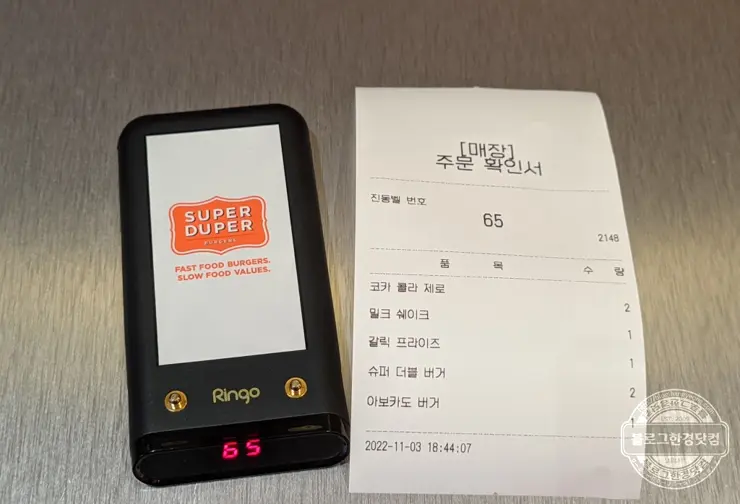 SUPER
DUPER
BURGERS
FAST FOOD BURGERS.
SLOW FOOD VALUES.
Ringo
65
[매장]
주문 확인서
진동벨 번호
65
2148
품 목 수 량
코카 콜라 제로 2
밀크 쉐이크 1
갈릭 프라이즈 1
슈퍼 더블 버거 2
아보카도 버거 1
2022-11-03 18:44:07
블로그한경닷컴